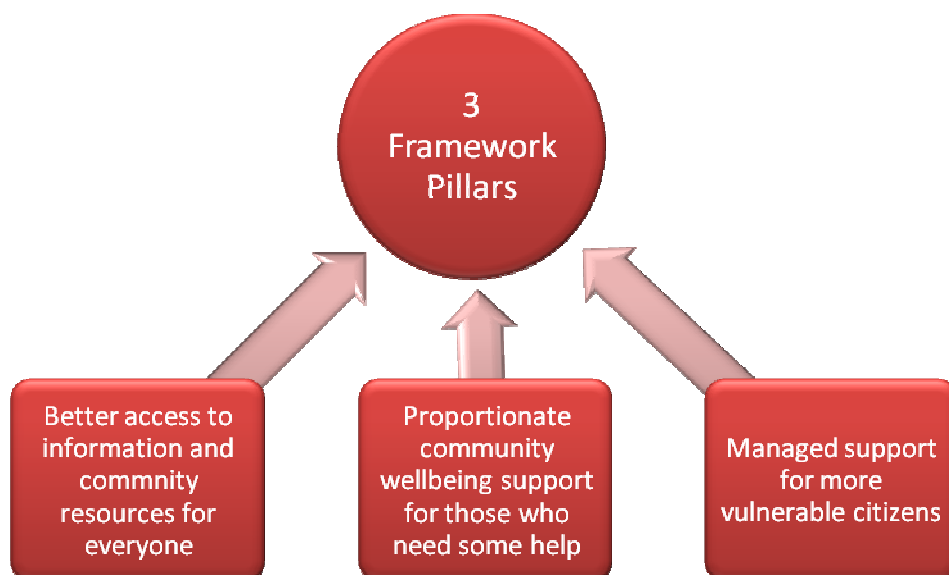 3
Framework
Pillars
Better access to
information and
commnity
resources for
everyone
Proportionate
community
wellbeing support
for those who
need some help
Managed support
for more
vulnerable citizens